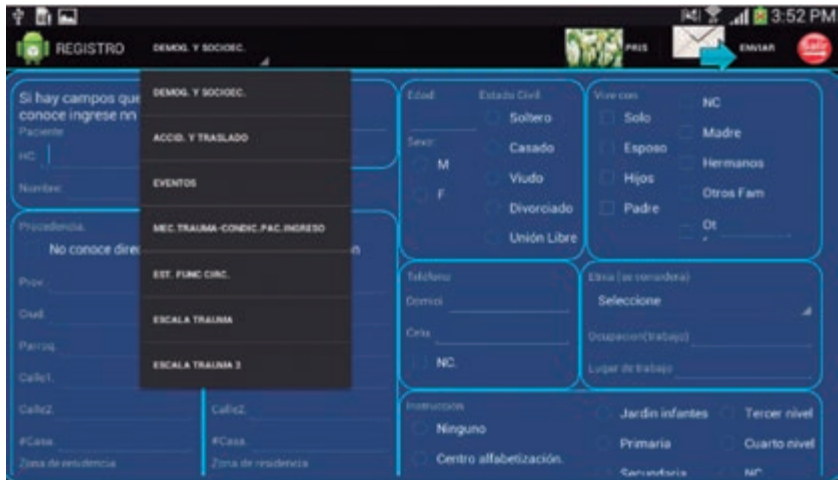 3:52 PM
REGISTRO
DEMOG. Y SOCIOEC.
PRIS
ENVIAR
Salir
DEMOG. Y SOCIOEC.
ACCID. Y TRASLADO
EVENTOS
MEC.TRAUMA-CONDIC.PAC.INGRESO
EST. FUNC CIRC.
ESCALA TRAUMA
ESCALA TRAUMA 2
Si hay campos que
conoce ingrese nn
Paciente
HC:
Nombre:
Procedencia.
No conoce direc
n
Prov.
Ciud.
Parroq.
Calle1.
Calle2.
Calle2.
#Casa
#Casa
Zona de residencia
Zona de residencia
Edad
Sexo:
M
F
Estado Civil
Soltero
Casado
Viudo
Divorciado
Unión Libre
Vive con:
Solo
Esposo
Hijos
Padre
NC
Madre
Hermanos
Otros Fam
Ot
Teléfono
Domici
Celu
NC.
Etnia (se considera)
Seleccione
Ocupacion(trabajo)
Lugar de trabajo
Instrucción
Ninguno
Centro alfabetización.
Jardin infantes
Primaria
Secundaria
Tercer nivel
Cuarto nivel
NC